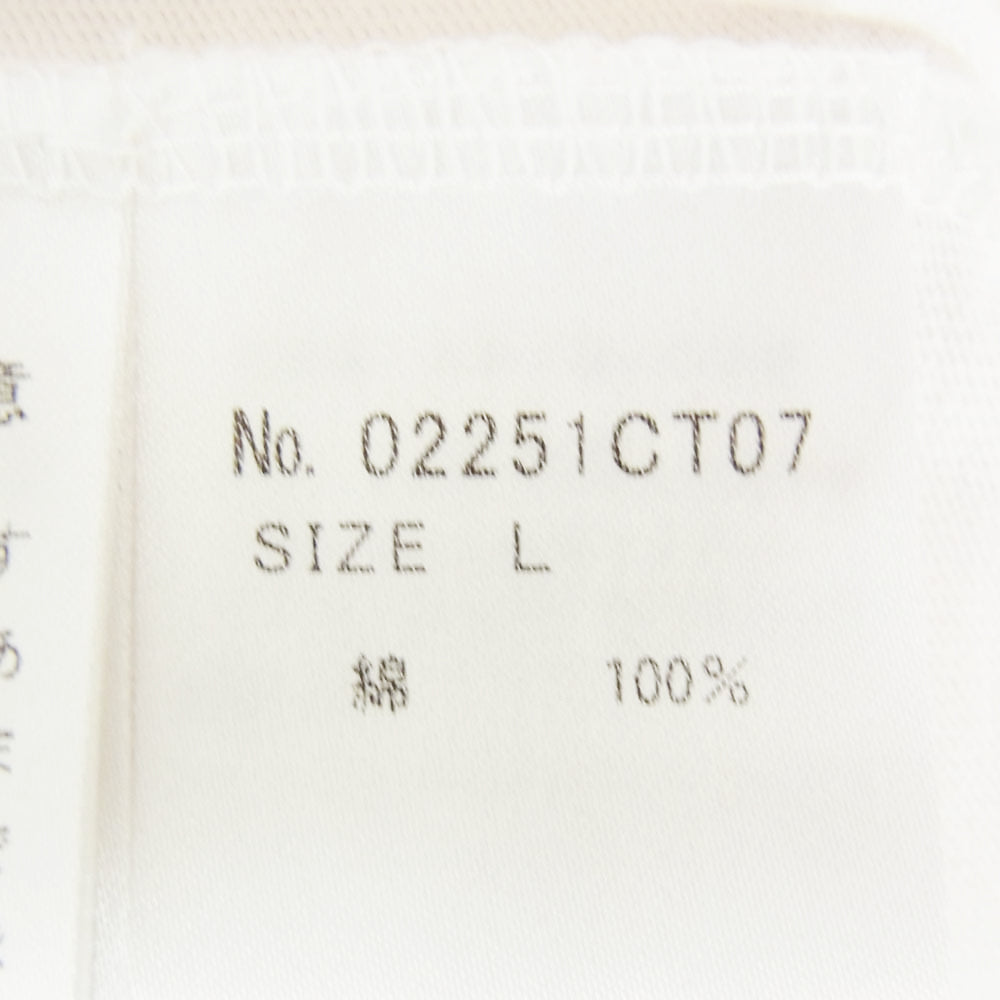 No. 02251CT07
SIZE L
綿 100%